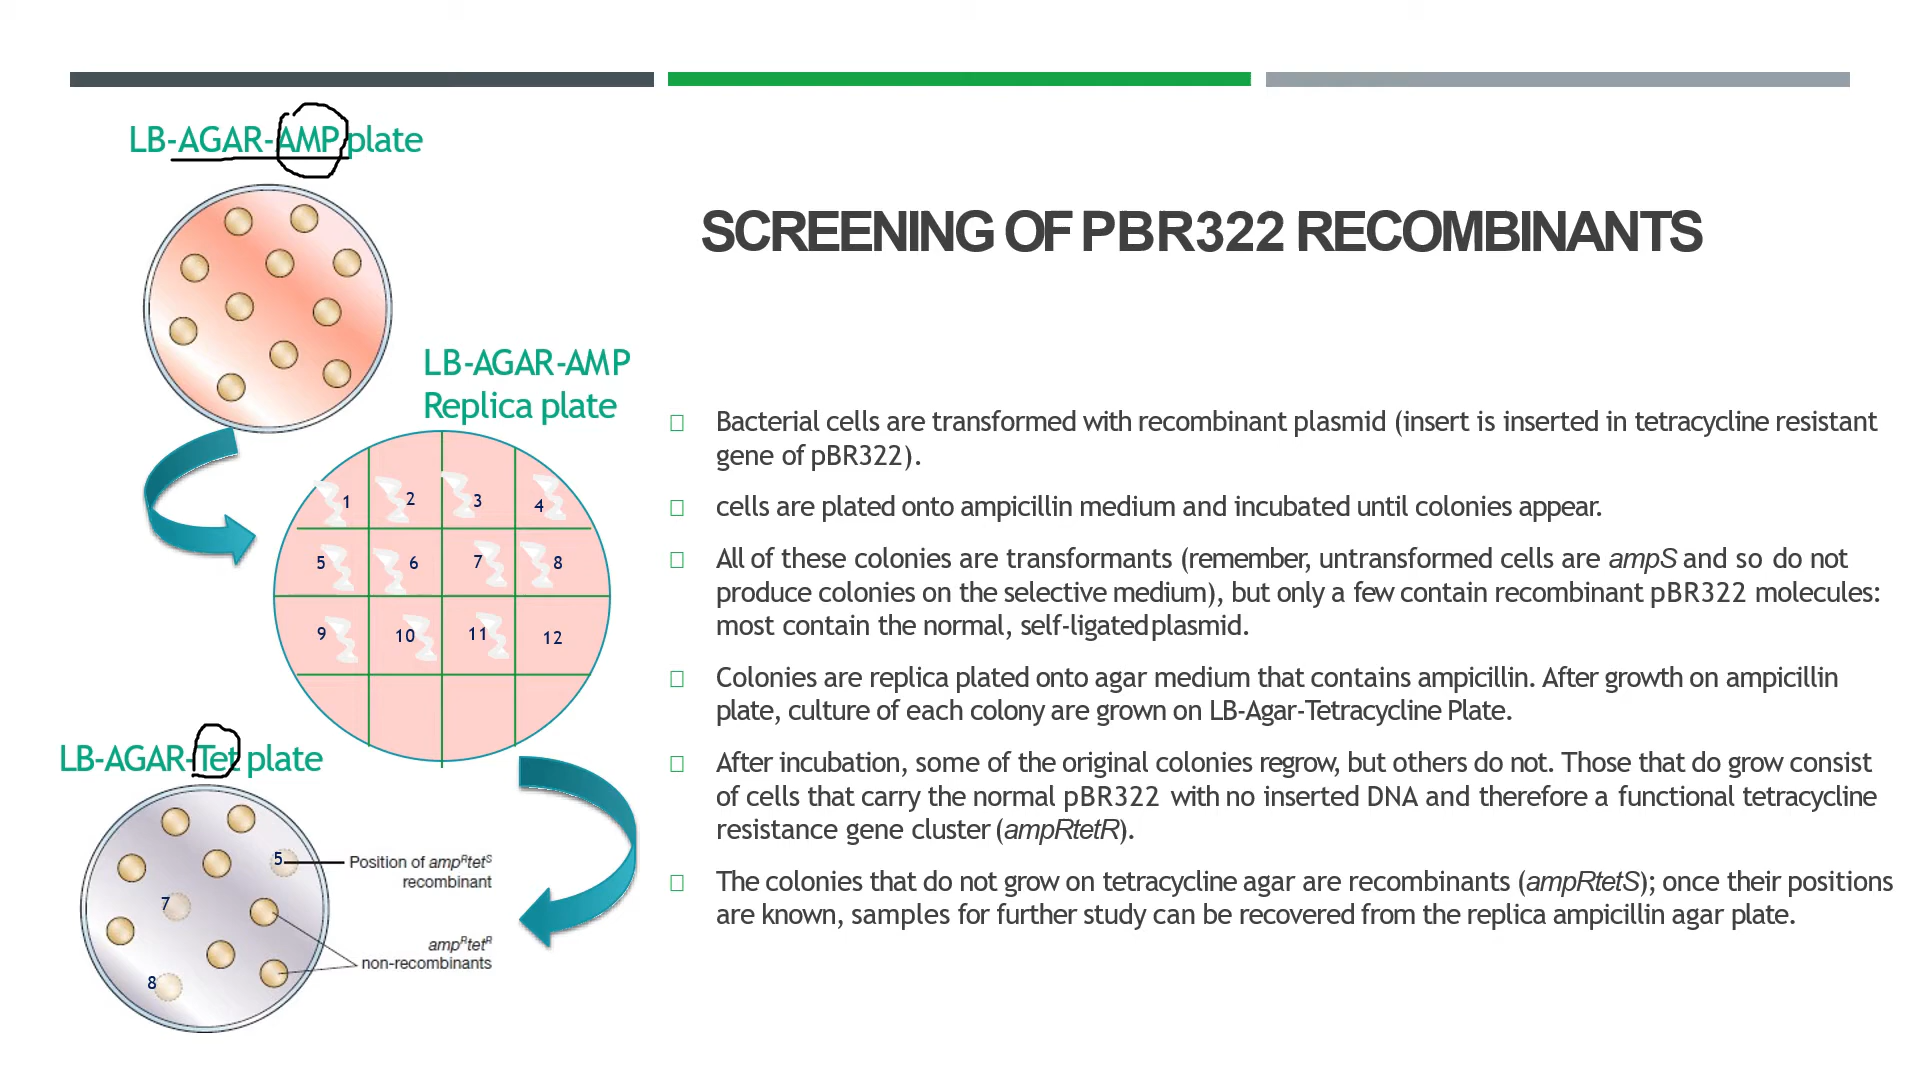 LB-AGAR-AMP plate
SCREENING OF PBR322 RECOMBINANTS
LB-AGAR-AMP
Replica plate
1 2 3 4
5 6 7 8
9 10 11 12
LB-AGAR-Tet plate
5
Position of ampRtetS
recombinant
7
ampRtetR
non-recombinants
8
Bacterial cells are transformed with recombinant plasmid (insert is inserted in tetracycline resistant
gene of pBR322).
cells are plated onto ampicillin medium and incubated until colonies appear.
All of these colonies are transformants (remember, untransformed cells are ampS and so do not
produce colonies on the selective medium), but only a few contain recombinant pBR322 molecules:
most contain the normal, self-ligatedplasmid.
Colonies are replica plated onto agar medium that contains ampicillin. After growth on ampicillin
plate, culture of each colony are grown on LB-Agar-Tetracycline Plate.
After incubation, some of the original colonies regrow, but others do not. Those that do grow consist
of cells that carry the normal pBR322 with no inserted DNA and therefore a functional tetracycline
resistance gene cluster (ampRtetR).
The colonies that do not grow on tetracycline agar are recombinants (ampRtetS); once their positions
are known, samples for further study can be recovered from the replica ampicillin agar plate.